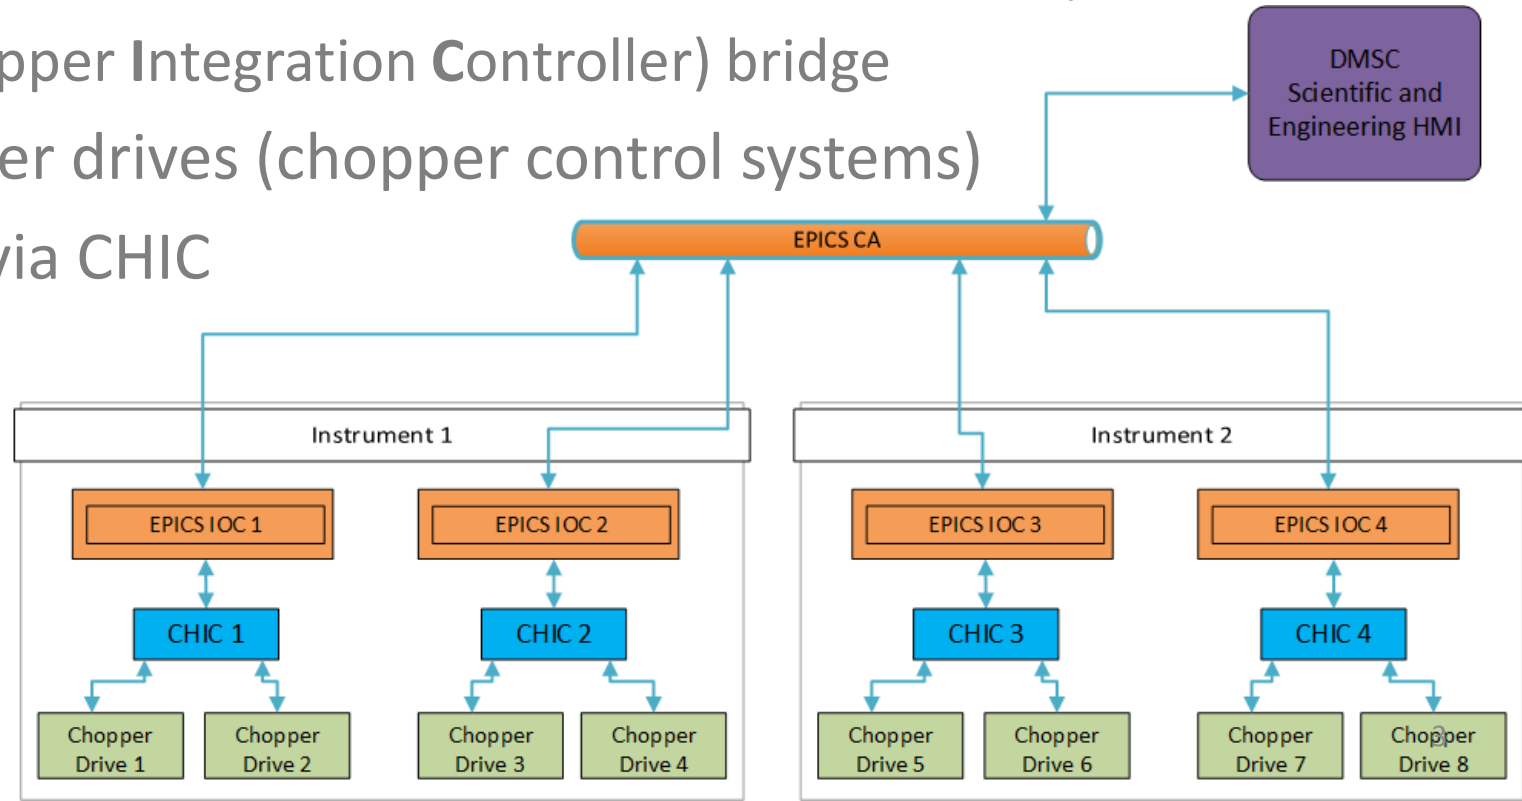 pper Integration Controller) bridge
er drives (chopper control systems)
via CHIC
DMSC
Scientific and
Engineering HMI
EPICS CA
Instrument 1
Instrument 2
EPICS IOC 1
EPICS IOC 2
EPICS IOC 3
EPICS IOC 4
CHIC 1
CHIC 2
CHIC 3
CHIC 4
Chopper
Drive 1
Chopper
Drive 2
Chopper
Drive 3
Chopper
Drive 4
Chopper
Drive 5
Chopper
Drive 6
Chopper
Drive 7
Chopper
Drive 8
3